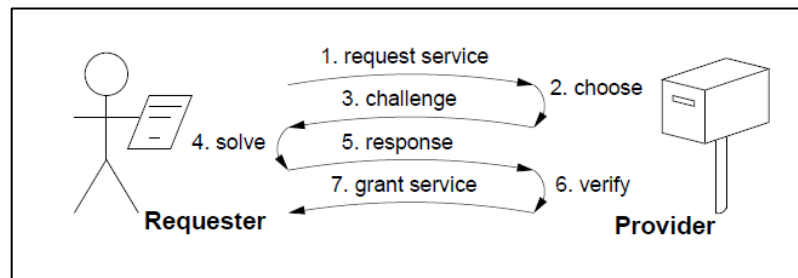 1. request service
2. choose
3. challenge
4. solve
5. response
6. verify
7. grant service
Requester
Provider